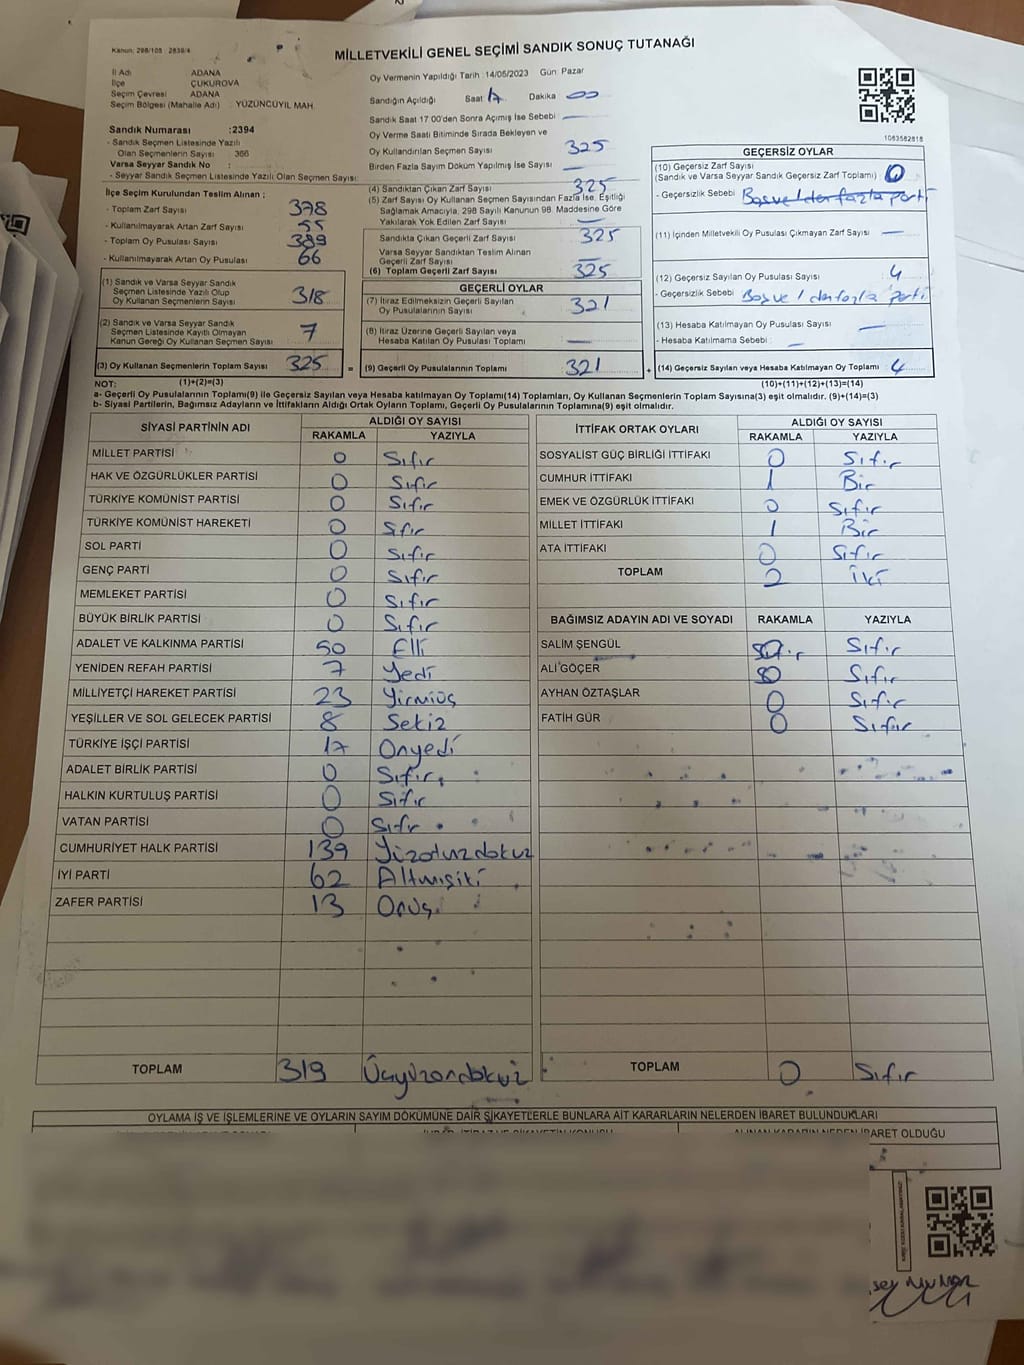 Kanun: 298/105 : 2839/4
MİLLETVEKİLİ GENEL SEÇİMİ SANDIK SONUÇ TUTANAĞI
İl Adı ADANA
İlçe ÇUKUROVA
Seçim Çevresi ADANA
Seçim Bölgesi (Mahalle Adı) : YÜZÜNCÜYIL MAH.
Sandık Numarası :2394
- Sandık Seçmen Listesinde Yazılı
Olan Seçmenlerin Sayısı : 366
Varsa Seyyar Sandık No :
- Seyyar Sandık Seçmen Listesinde Yazılı Olan Seçmen Sayısı:
Oy Vermenin Yapıldığı Tarih :14/05/2023 Gün: Pazar
Sandığın Açıldığı Saat 17 Dakika 00
Sandık Saat 17:00'den Sonra Açımış İse Sebebi —
Oy Verme Saati Bitiminde Sırada Bekleyen ve
Oy Kullandırılan Seçmen Sayısı 325
Birden Fazla Sayım Döküm Yapılmış İse Sayısı —
1063582818
İlçe Seçim Kurulundan Teslim Alınan ;
- Toplam Zarf Sayısı 378
- Kullanılmayarak Artan Zarf Sayısı 55
- Toplam Oy Pusulası Sayısı 389
- Kullanılmayarak Artan Oy Pusulası 66
(1) Sandık ve Varsa Seyyar Sandık
Seçmen Listesinde Yazılı Olup
Oy Kullanan Seçmenlerin Sayısı 318
(2) Sandık ve Varsa Seyyar Sandık
Seçmen Listesinde Kayıtlı Olmayan
Kanun Gereği Oy Kullanan Seçmen Sayısı 7
(3) Oy Kullanan Seçmenlerin Toplam Sayısı 325 =
(4) Sandıktan Çıkan Zarf Sayısı 325
(5) Zarf Sayısı Oy Kullanan Seçmen Sayısından Fazla İse, Eşitliği
Sağlamak Amacıyla, 298 Sayılı Kanunun 98. Maddesine Göre
Yakılarak Yok Edilen Zarf Sayısı —
Sandıkta Çıkan Geçerli Zarf Sayısı 325
Varsa Seyyar Sandıktan Teslim Alınan
Geçerli Zarf Sayısı —
(6) Toplam Geçerli Zarf Sayısı 325
GEÇERLİ OYLAR
(7) İtiraz Edilmeksizin Geçerli Sayılan
Oy Pusulalarının Sayısı 321
(8) İtiraz Üzerine Geçerli Sayılan veya
Hesaba Katılan Oy Pusulası Toplamı —
(9) Geçerli Oy Pusulalarının Toplamı 321 +
GEÇERSİZ OYLAR
(10) Geçersiz Zarf Sayısı
(Sandık ve Varsa Seyyar Sandık Geçersiz Zarf Toplamı) : 0
- Geçersizlik Sebebi Boş ve 1 den fazla parti
(11) İçinden Milletvekili Oy Pusulası Çıkmayan Zarf Sayısı —
(12) Geçersiz Sayılan Oy Pusulası Sayısı 4
- Geçersizlik Sebebi Boş ve 1 den fazla parti
(13) Hesaba Katılmayan Oy Pusulası Sayısı —
- Hesaba Katılmama Sebebi : —
(14) Geçersiz Sayılan veya Hesaba Katılmayan Oy Toplamı 4
NOT: (1)+(2)=(3) (10)+(11)+(12)+(13)=(14)
a- Geçerli Oy Pusulalarının Toplamı(9) ile Geçersiz Sayılan veya Hesaba katılmayan Oy Toplamı(14) Toplamları, Oy Kullanan Seçmenlerin Toplam Sayısına(3) eşit olmalıdır. (9)+(14)=(3)
b- Siyasi Partilerin, Bağımsız Adayların ve İttifakların Aldığı Oyların Toplamı, Geçerli Oy Pusulalarının Toplamına(9) eşit olmalıdır.
SİYASİ PARTİNİN ADI ALDIĞI OY SAYISI
RAKAMLA YAZIYLA
MİLLET PARTİSİ 0 Sıfır
HAK VE ÖZGÜRLÜKLER PARTİSİ 0 Sıfır
TÜRKİYE KOMÜNİST PARTİSİ 0 Sıfır
TÜRKİYE KOMÜNİST HAREKETİ 0 Sıfır
SOL PARTİ 0 Sıfır
GENÇ PARTİ 0 Sıfır
MEMLEKET PARTİSİ 0 Sıfır
BÜYÜK BİRLİK PARTİSİ 0 Sıfır
ADALET VE KALKINMA PARTİSİ 50 Elli
YENİDEN REFAH PARTİSİ 7 Yedi
MİLLİYETÇİ HAREKET PARTİSİ 23 Yirmiüç
YEŞİLLER VE SOL GELECEK PARTİSİ 8 Sekiz
TÜRKİYE İŞÇİ PARTİSİ 17 Onyedi
ADALET BİRLİK PARTİSİ 0 Sıfır
HALKIN KURTULUŞ PARTİSİ 0 Sıfır
VATAN PARTİSİ 0 Sıfr
CUMHURİYET HALK PARTİSİ 139 Yüzotuzdokuz
İYİ PARTİ 62 Altmışiki
ZAFER PARTİSİ 13 Onüç
TOPLAM 319 Üçyüzondokuz
İTTİFAK ORTAK OYLARI ALDIĞI OY SAYISI
RAKAMLA YAZIYLA
SOSYALİST GÜÇ BİRLİĞİ İTTİFAKI 0 Sıfır
CUMHUR İTTİFAKI 1 Bir
EMEK VE ÖZGÜRLÜK İTTİFAKI 0 Sıfır
MİLLET İTTİFAKI 1 Bir
ATA İTTİFAKI 0 Sıfır
TOPLAM 2 İki
BAĞIMSIZ ADAYIN ADI VE SOYADI RAKAMLA YAZIYLA
SALİM ŞENGÜL 0 Sıfır
ALİ GÖÇER 0 Sıfır
AYHAN ÖZTAŞLAR 0 Sıfır
FATİH GÜR 0 Sıfır
TOPLAM 0 Sıfır
OYLAMA İŞ VE İŞLEMLERİNE VE OYLARIN SAYIM DÖKÜMÜNE DAİR ŞİKAYETLERLE BUNLARA AİT KARARLARIN NELERDEN İBARET BULUNDUKLARI
ALINAN KARARIN NEDEN İBARET OLDUĞU